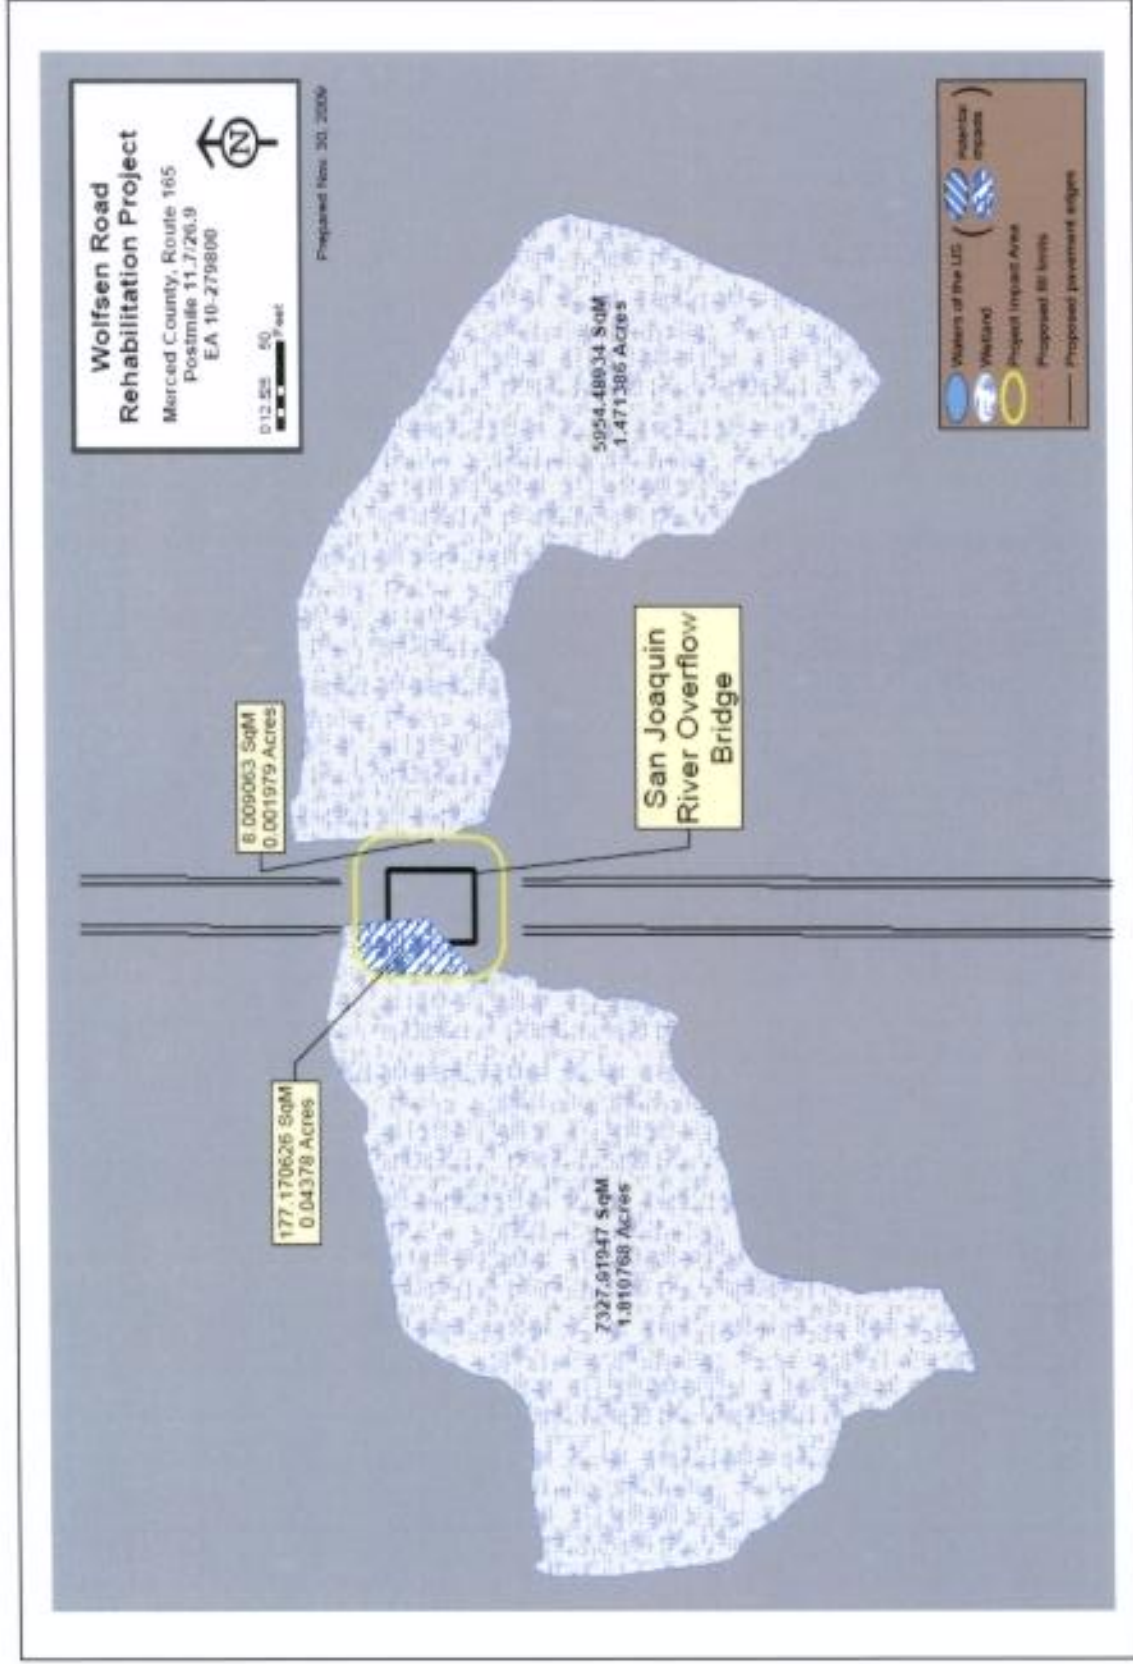 Wolfsen Road
Rehabilitation Project
Merced County, Route 165
Postmile 11.7/26.9
EA 10-279800
N
0 12.5 25 50
Feet
Prepared Nov. 30, 2009
8.009063 SqM
0.001979 Acres
177.170626 SqM
0.04378 Acres
5954.48934 SqM
1.471386 Acres
7327.91947 SqM
1.810768 Acres
San Joaquin
River Overflow
Bridge
Waters of the US
Wetland
( Potential
Impacts )
Project Impact Area
Proposed fill limits
Proposed pavement edges